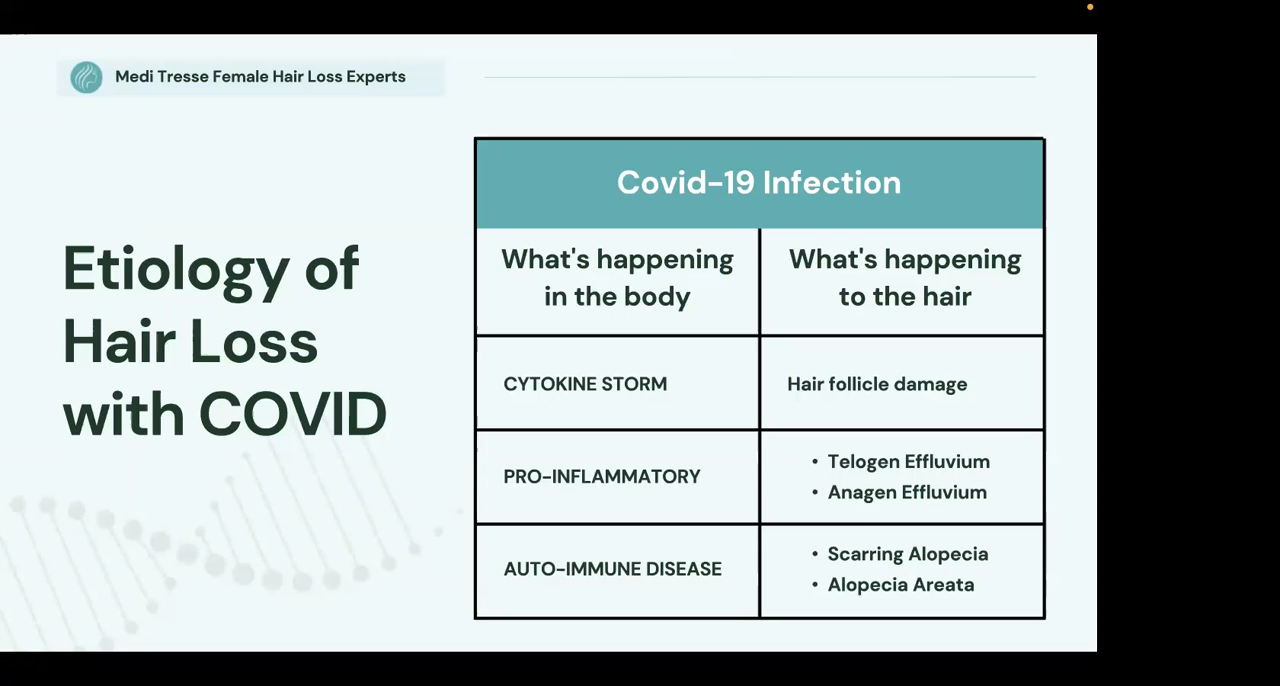 Medi Tresse Female Hair Loss Experts
Etiology of
Hair Loss
with COVID
Covid-19 Infection
What's happening
in the body
What's happening
to the hair
CYTOKINE STORM
Hair follicle damage
PRO-INFLAMMATORY
• Telogen Effluvium
• Anagen Effluvium
AUTO-IMMUNE DISEASE
• Scarring Alopecia
• Alopecia Areata